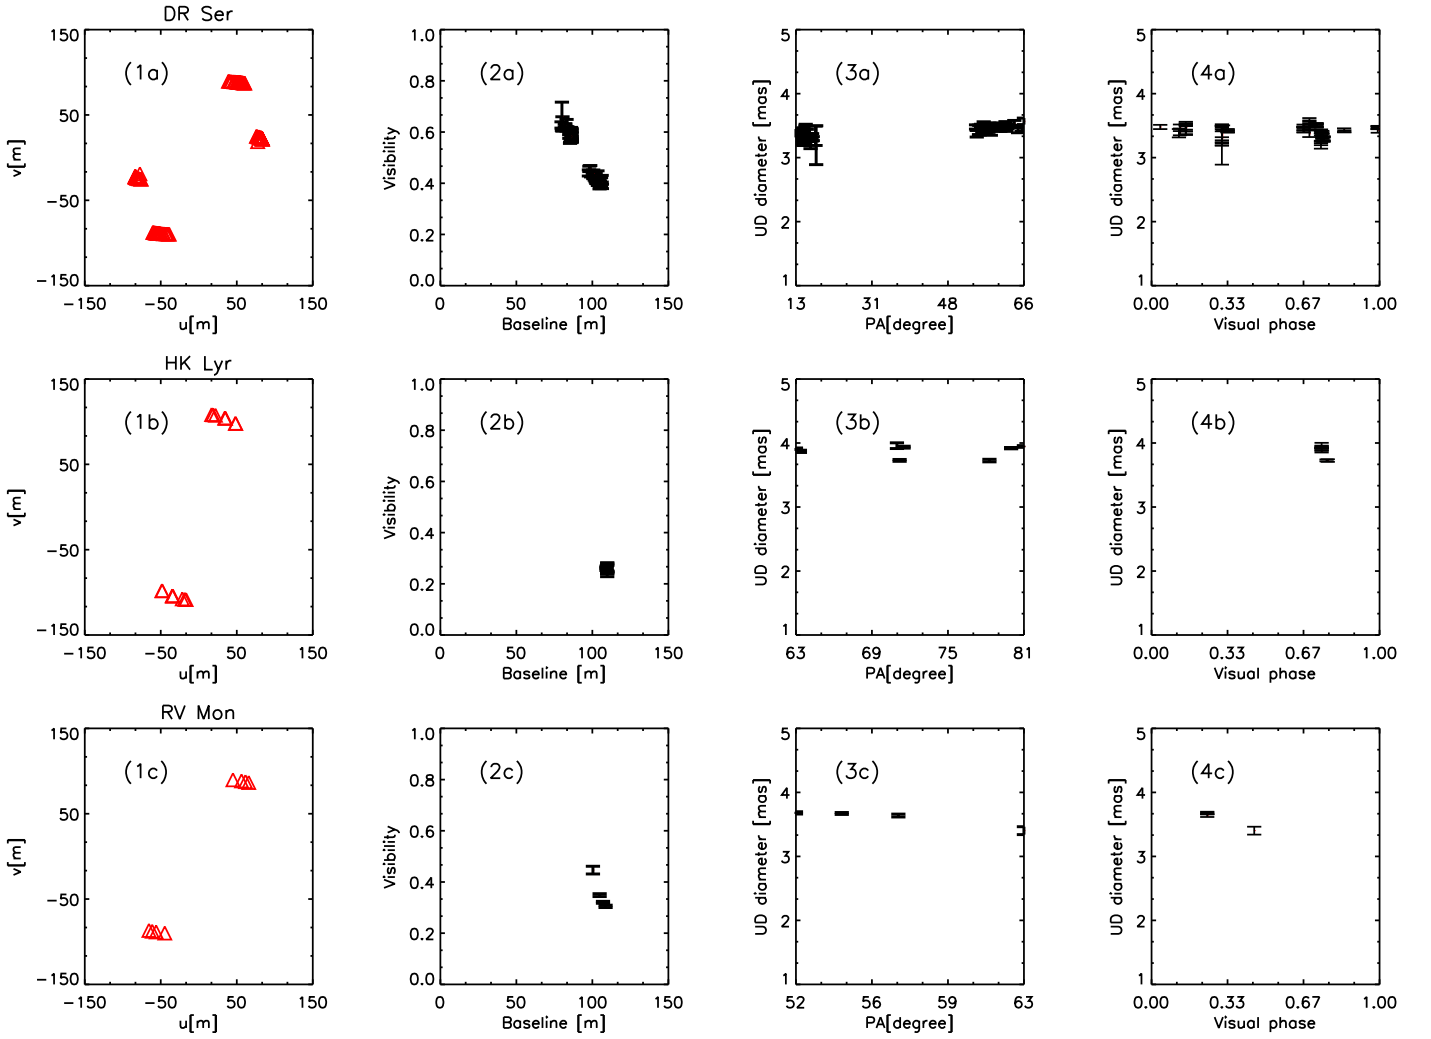 DR Ser
150
50
-50
-150
v[m]
(1a)
-150 -50 50 150
u[m]
1.0
0.8
0.6
0.4
0.2
0.0
Visibility
(2a)
0 50 100 150
Baseline [m]
5
4
3
2
1
UD diameter [mas]
(3a)
13 31 48 66
PA[degree]
5
4
3
2
1
UD diameter [mas]
(4a)
0.00 0.33 0.67 1.00
Visual phase
HK Lyr
150
50
-50
-150
v[m]
(1b)
-150 -50 50 150
u[m]
1.0
0.8
0.6
0.4
0.2
0.0
Visibility
(2b)
0 50 100 150
Baseline [m]
5
4
3
2
1
UD diameter [mas]
(3b)
63 69 75 81
PA[degree]
5
4
3
2
1
UD diameter [mas]
(4b)
0.00 0.33 0.67 1.00
Visual phase
RV Mon
150
50
-50
-150
v[m]
(1c)
-150 -50 50 150
u[m]
1.0
0.8
0.6
0.4
0.2
0.0
Visibility
(2c)
0 50 100 150
Baseline [m]
5
4
3
2
1
UD diameter [mas]
(3c)
52 56 59 63
PA[degree]
5
4
3
2
1
UD diameter [mas]
(4c)
0.00 0.33 0.67 1.00
Visual phase